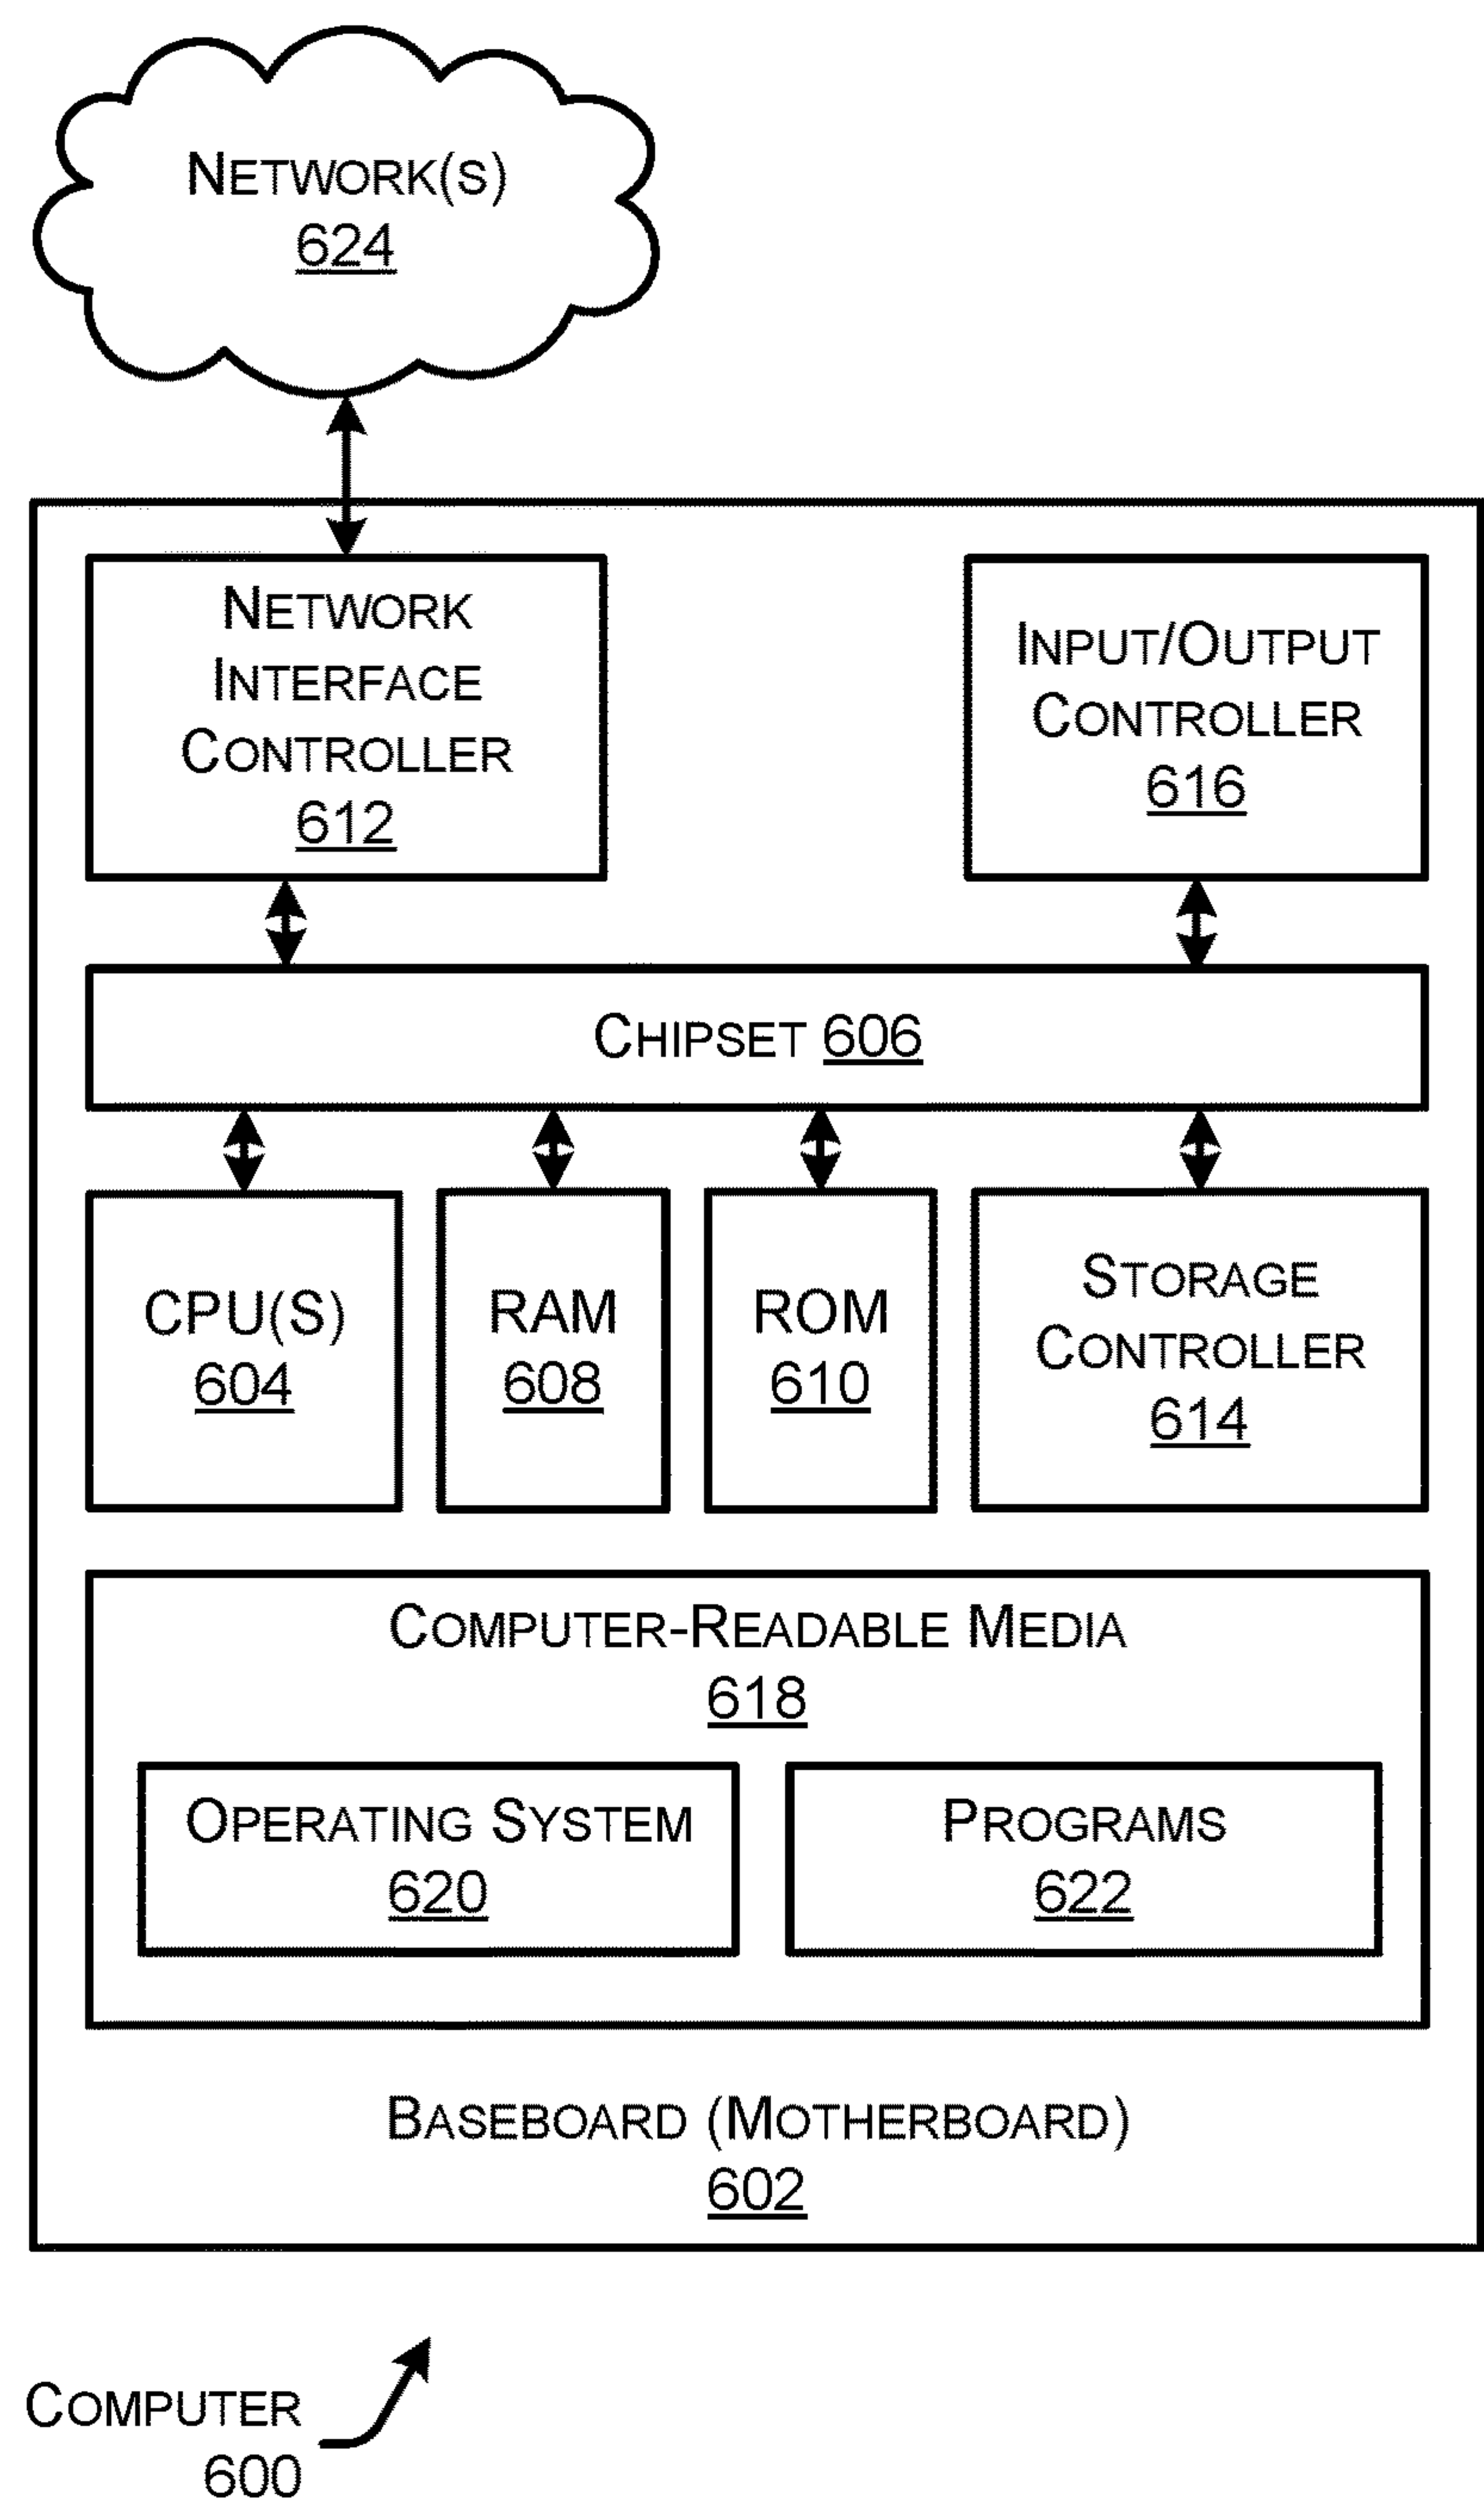 NETWORK(S)
624
NETWORK
INTERFACE
CONTROLLER
612
INPUT/OUTPUT
CONTROLLER
616
CHIPSET 606
CPU(S)
604
RAM
608
ROM
610
STORAGE
CONTROLLER
614
COMPUTER-READABLE MEDIA
618
OPERATING SYSTEM
620
PROGRAMS
622
BASEBOARD (MOTHERBOARD)
602
COMPUTER
600